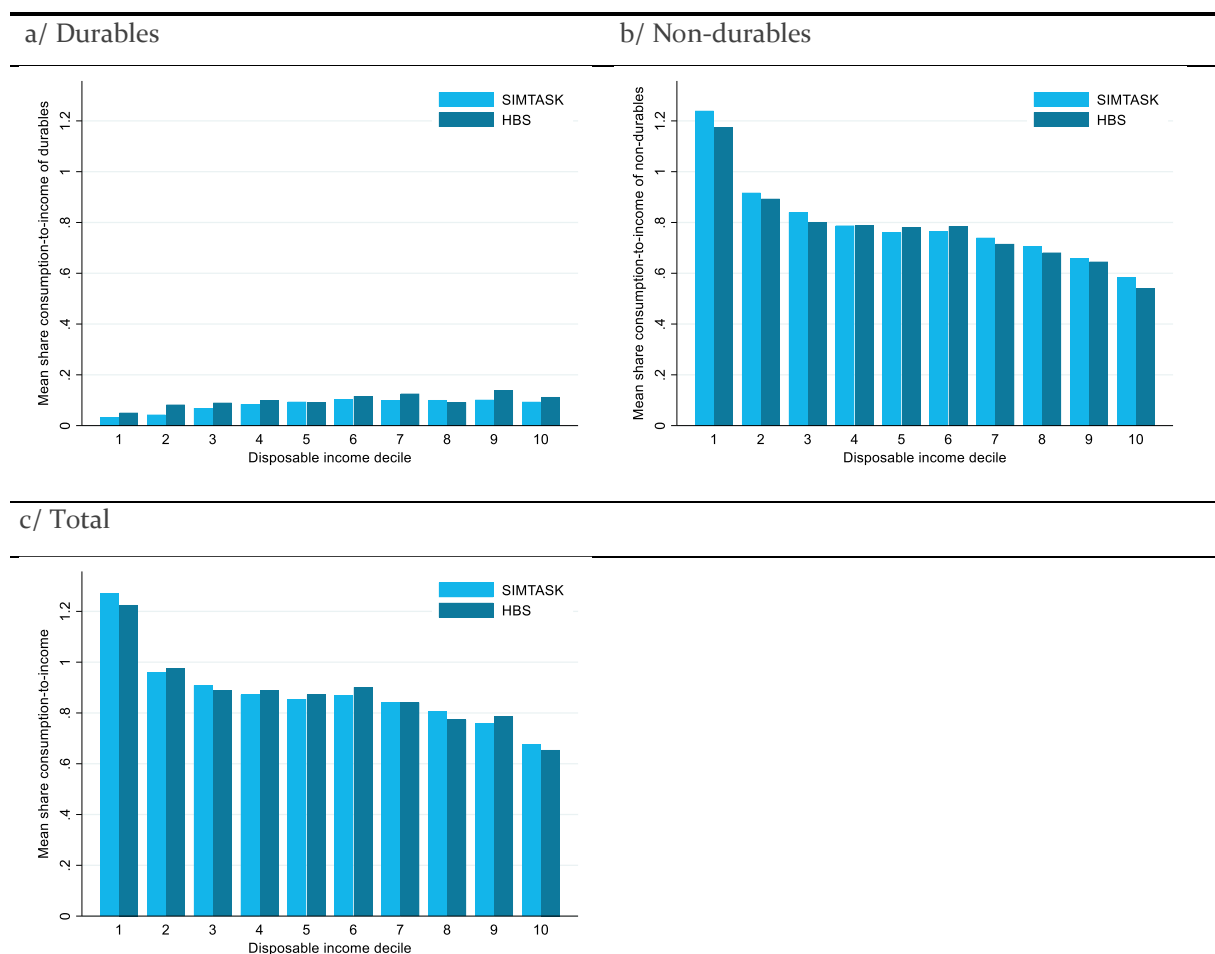 a/ Durables
b/ Non-durables
Mean share consumption-to-income of durables
0 .2 .4 .6 .8 1 1.2
SIMTASK
HBS
1 2 3 4 5 6 7 8 9 10
Disposable income decile
Mean share consumption-to-income of non-durables
0 .2 .4 .6 .8 1 1.2
SIMTASK
HBS
1 2 3 4 5 6 7 8 9 10
Disposable income decile
c/ Total
Mean share consumption-to-income
0 .2 .4 .6 .8 1 1.2
SIMTASK
HBS
1 2 3 4 5 6 7 8 9 10
Disposable income decile